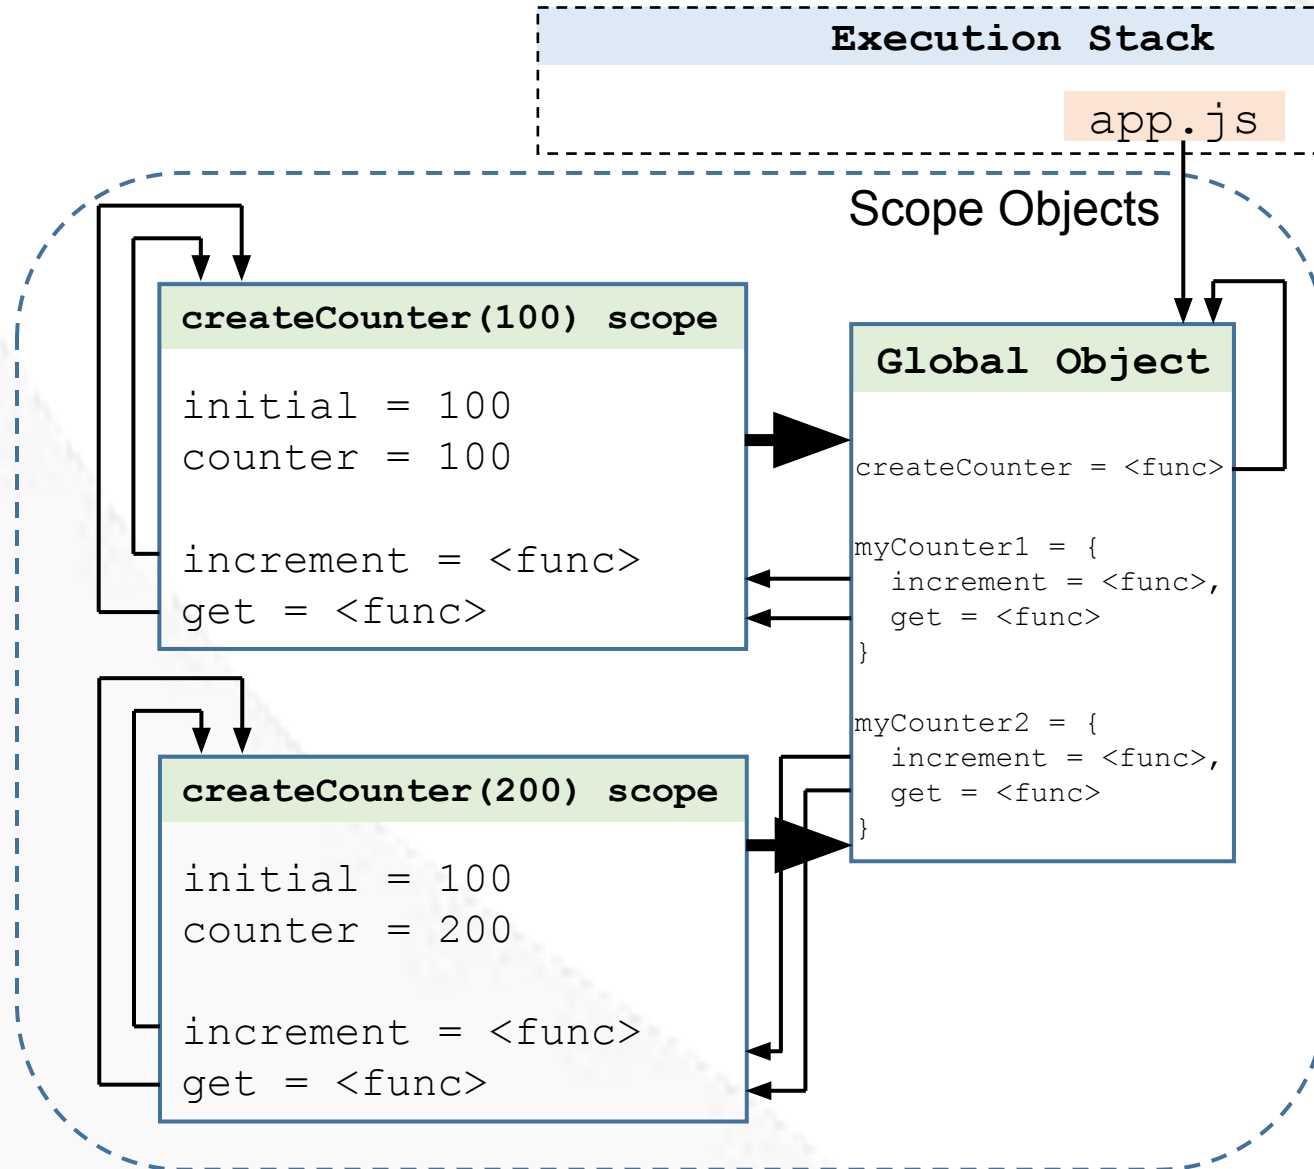 Execution Stack
app.js
Scope Objects
createCounter(100) scope
initial = 100
counter = 100
increment = <func>
get = <func>
Global Object
createCounter = <func>
myCounter1 = {
increment = <func>,
get = <func>
}
myCounter2 = {
increment = <func>,
get = <func>
}
createCounter(200) scope
initial = 100
counter = 200
increment = <func>
get = <func>